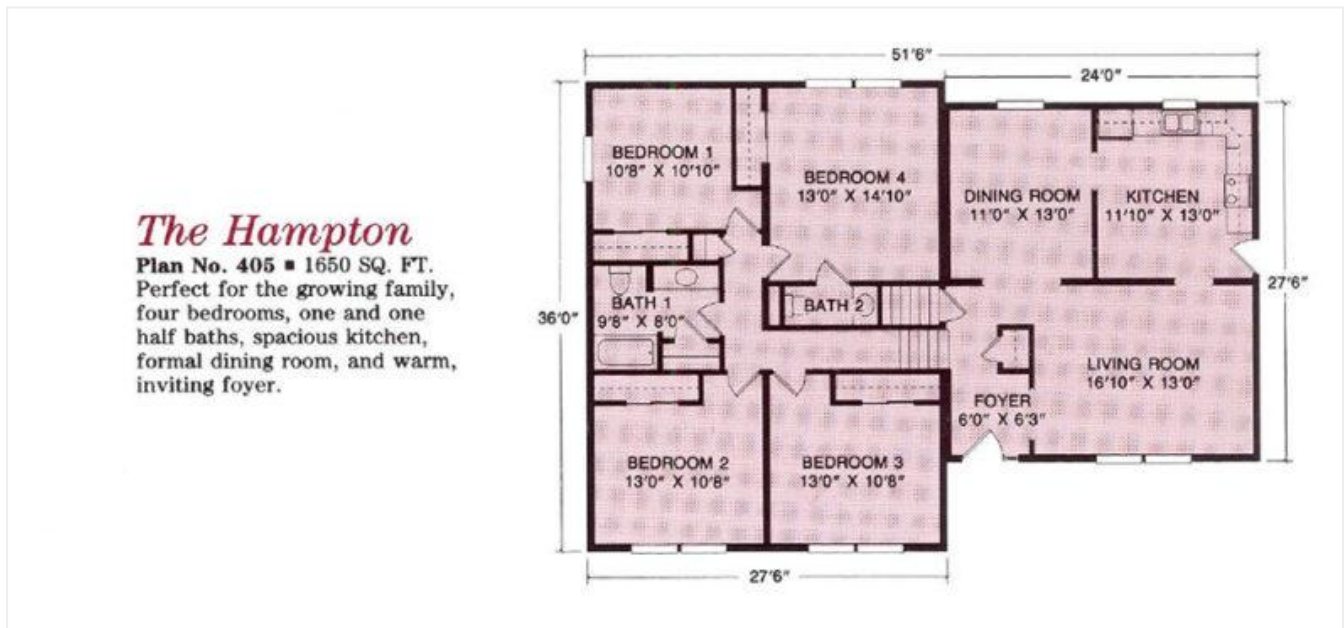 The Hampton
Plan No. 405 ■ 1650 SQ. FT.
Perfect for the growing family,
four bedrooms, one and one
half baths, spacious kitchen,
formal dining room, and warm,
inviting foyer.
51'6"
24'0"
BEDROOM 1
10'8" X 10'10"
BEDROOM 4
13'0" X 14'10"
DINING ROOM
11'0" X 13'0"
KITCHEN
11'10" X 13'0"
27'6"
36'0"
BATH 1
9'8" X 8'0"
BATH 2
LIVING ROOM
16'10" X 13'0"
FOYER
6'0" X 6'3"
BEDROOM 2
13'0" X 10'8"
BEDROOM 3
13'0" X 10'8"
27'6"